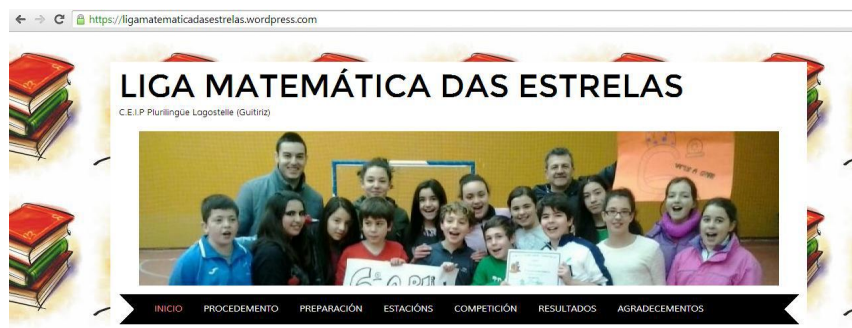 https://ligamatematicadasestrelas.wordpress.com
LIGA MATEMÁTICA DAS ESTRELAS
C.E.I.P Plurilingüe Lagostelle (Guitiriz)
INICIO PROCEDEMENTO PREPARACIÓN ESTACIÓNS COMPETICIÓN RESULTADOS AGRADECEMENTOS